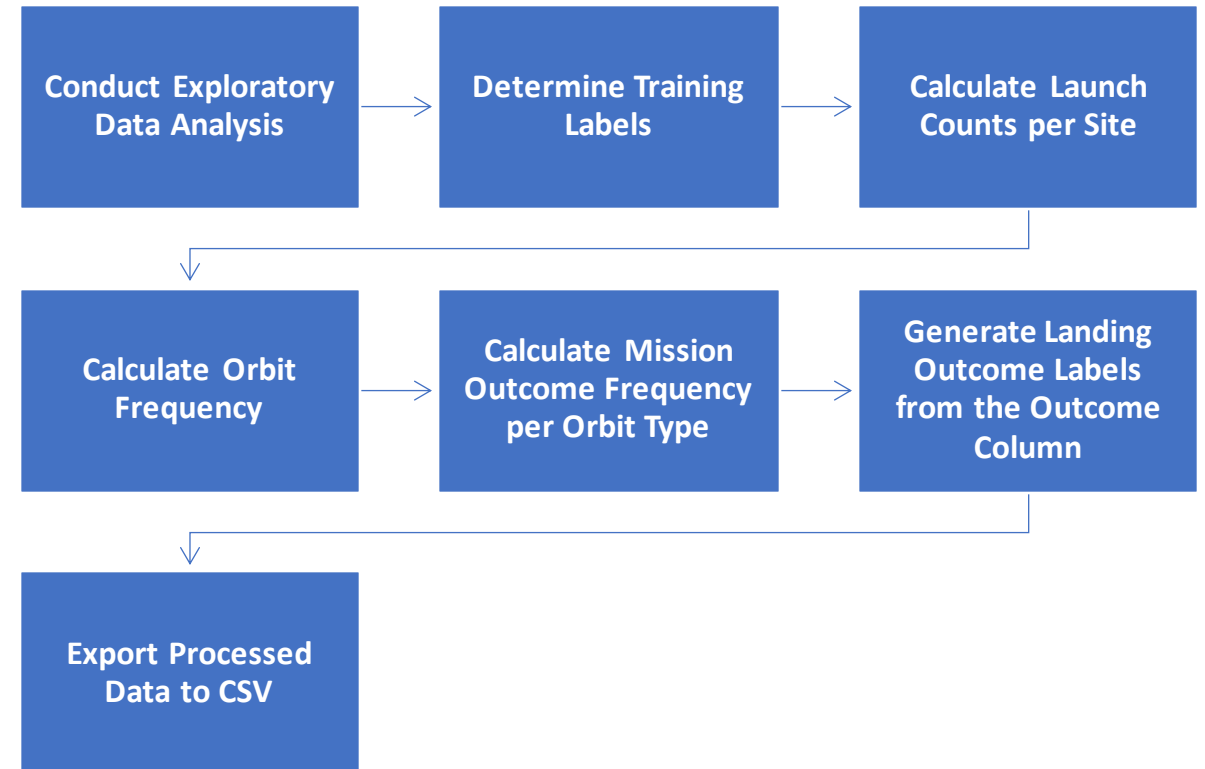 Conduct Exploratory
Data Analysis
Determine Training
Labels
Calculate Launch
Counts per Site
Calculate Orbit
Frequency
Calculate Mission
Outcome Frequency
per Orbit Type
Generate Landing
Outcome Labels
from the Outcome
Column
Export Processed
Data to CSV